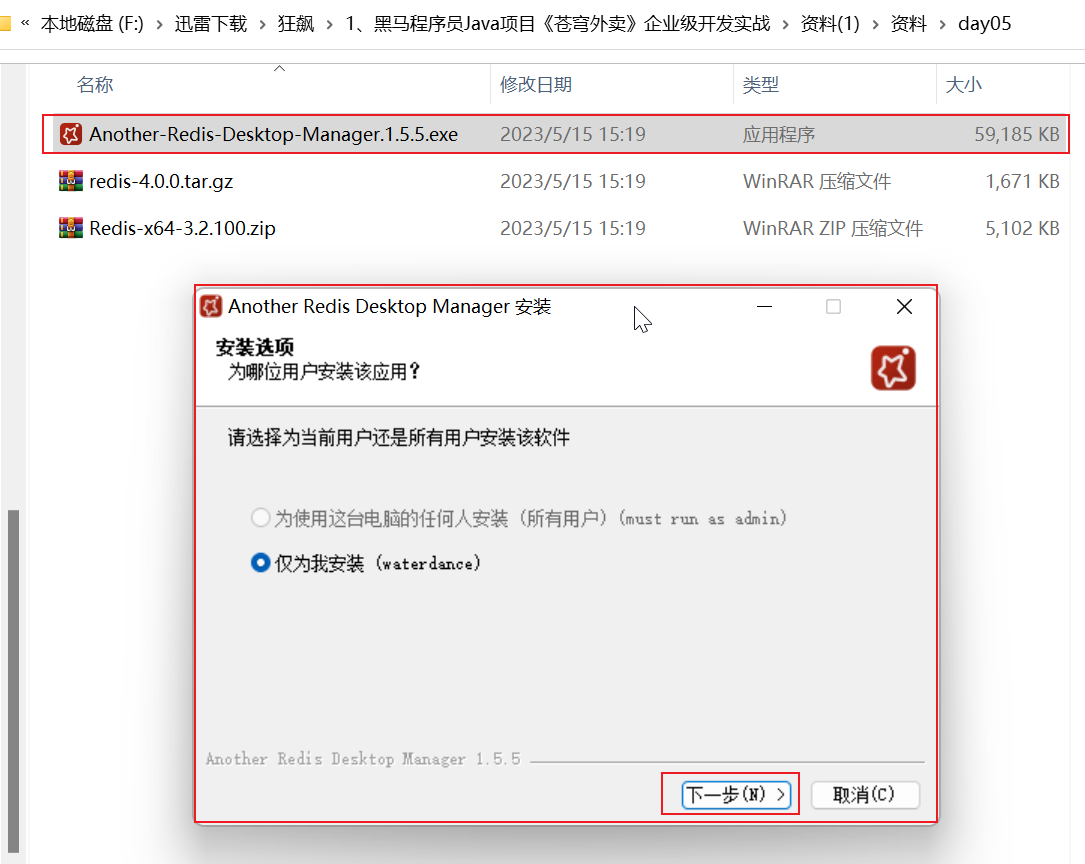 « 本地磁盘 (F:) › 迅雷下载 › 狂飙 › 1、黑马程序员Java项目《苍穹外卖》企业级开发实战 › 资料(1) › 资料 › day05
名称 修改日期 类型 大小
Another-Redis-Desktop-Manager.1.5.5.exe 2023/5/15 15:19 应用程序 59,185 KB
redis-4.0.0.tar.gz 2023/5/15 15:19 WinRAR 压缩文件 1,671 KB
Redis-x64-3.2.100.zip 2023/5/15 15:19 WinRAR ZIP 压缩文件 5,102 KB
Another Redis Desktop Manager 安装
安装选项
为哪位用户安装该应用？
请选择为当前用户还是所有用户安装该软件
为使用这台电脑的任何人安装（所有用户）(must run as admin)
仅为我安装 (waterdance)
Another Redis Desktop Manager 1.5.5
下一步(N) > 取消(C)